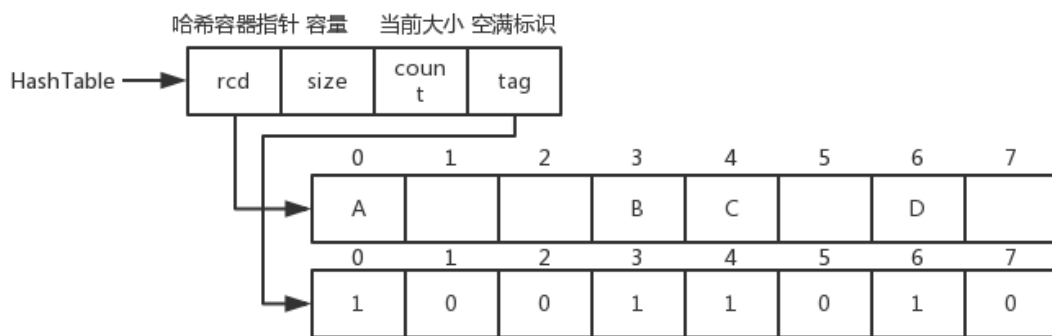 哈希容器指针 容量 当前大小 空满标识
HashTable rcd size coun
t tag
0 1 2 3 4 5 6 7
A B C D
0 1 2 3 4 5 6 7
1 0 0 1 1 0 1 0